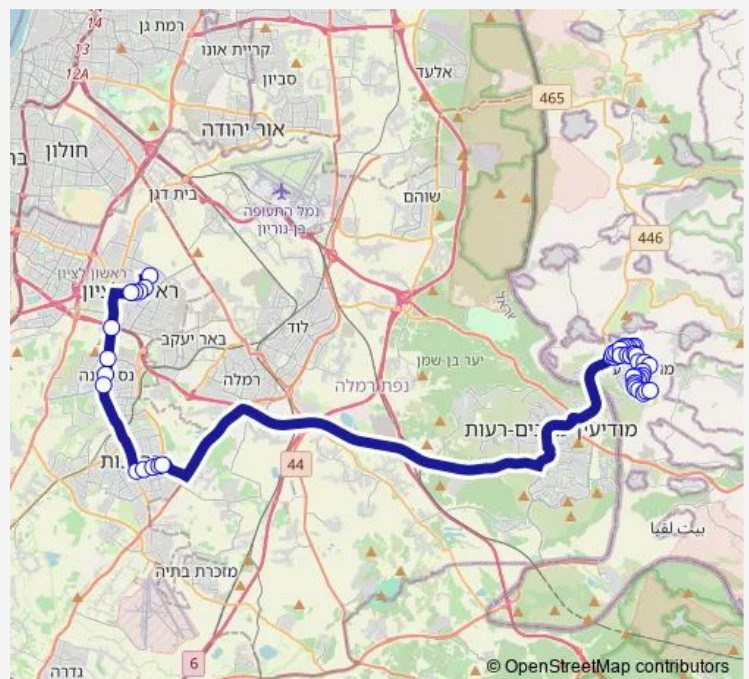 רמת גן
14
13
12A
קריית אונו
אלעד
סביון
465
אור יהודה
חולון
בית דגן
שוהם
נמל התעופה
בן-גוריון
446
ראשון לציון
לוד
באר יעקב
יער בן-שמן
רמלה
נפת רמלה
44
מזכרת בתיה
بيت لقيا
6
גדרה
© OpenStreetMap contributors